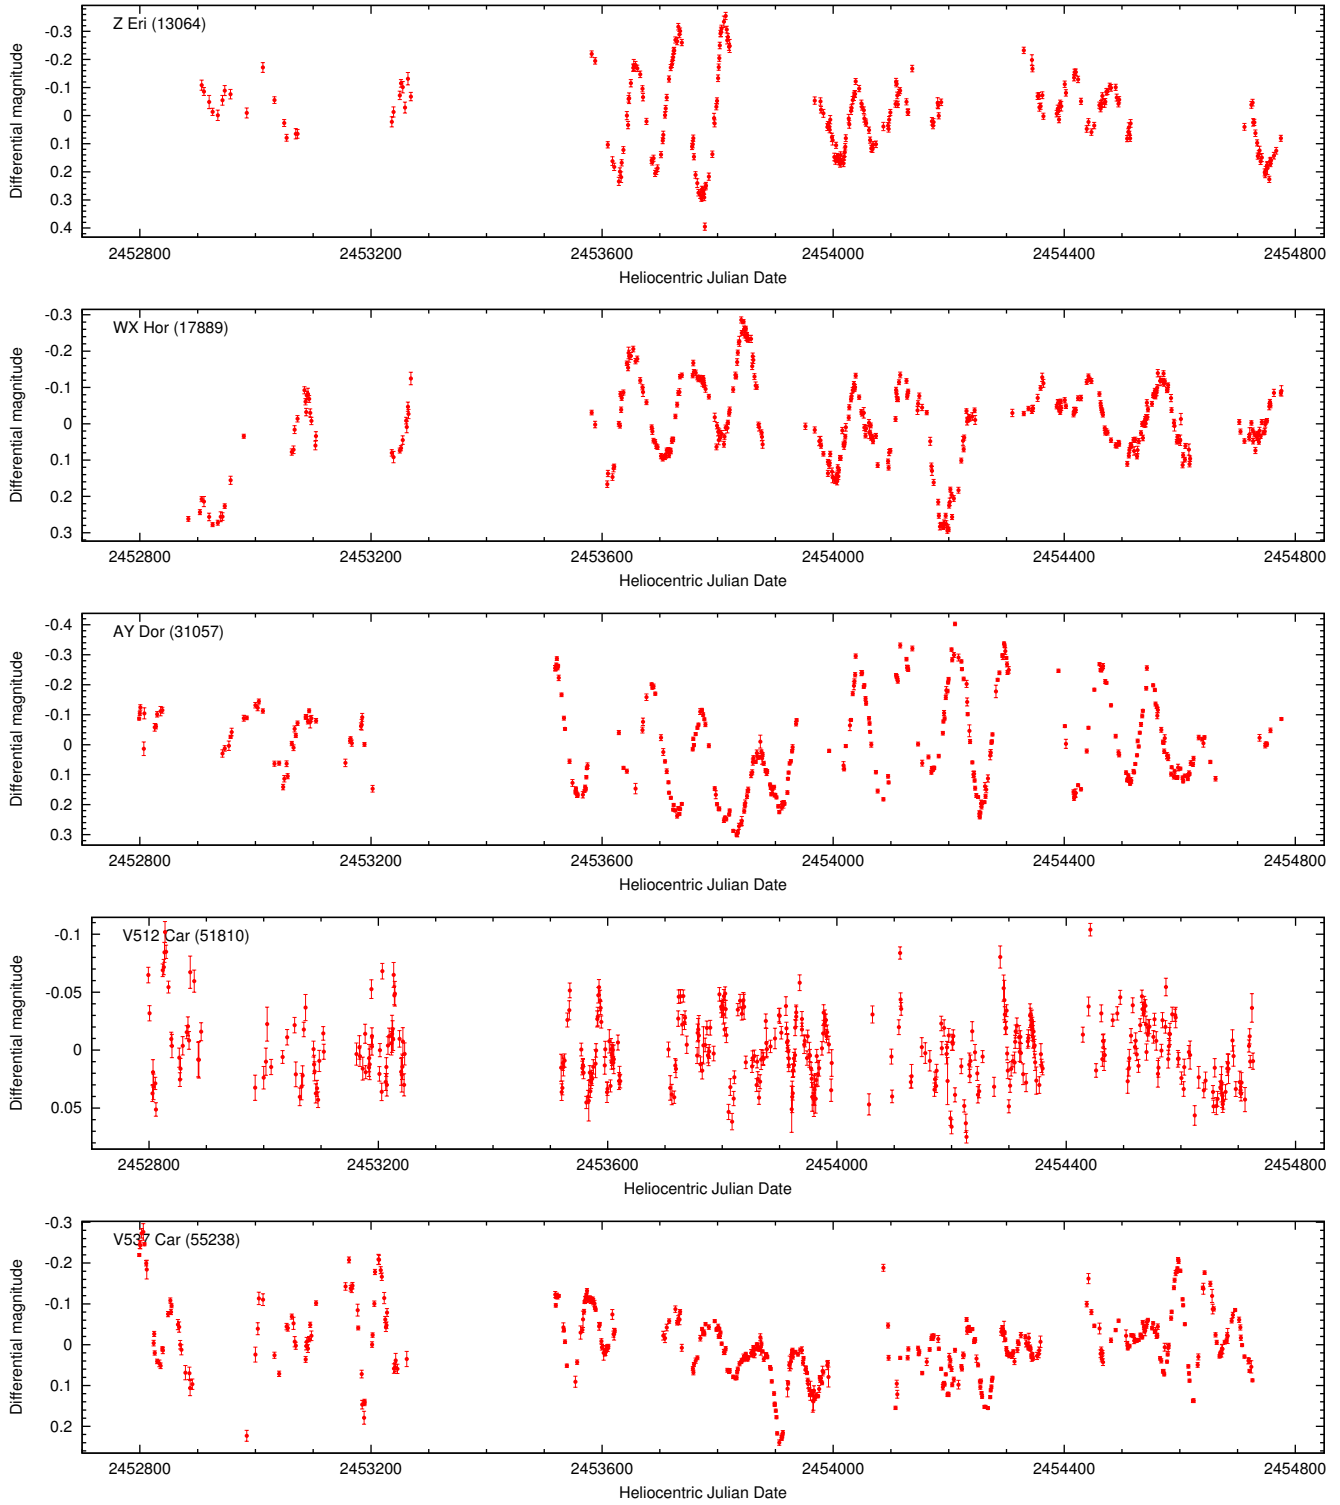 Z Eri (13064)
Differential magnitude
-0.3
-0.2
-0.1
0
0.1
0.2
0.3
0.4
2452800 2453200 2453600 2454000 2454400 2454800
Heliocentric Julian Date
WX Hor (17889)
Differential magnitude
-0.3
-0.2
-0.1
0
0.1
0.2
0.3
2452800 2453200 2453600 2454000 2454400 2454800
Heliocentric Julian Date
AY Dor (31057)
Differential magnitude
-0.4
-0.3
-0.2
-0.1
0
0.1
0.2
0.3
2452800 2453200 2453600 2454000 2454400 2454800
Heliocentric Julian Date
V512 Car (51810)
Differential magnitude
-0.1
-0.05
0
0.05
2452800 2453200 2453600 2454000 2454400 2454800
Heliocentric Julian Date
V537 Car (55238)
Differential magnitude
-0.3
-0.2
-0.1
0
0.1
0.2
2452800 2453200 2453600 2454000 2454400 2454800
Heliocentric Julian Date